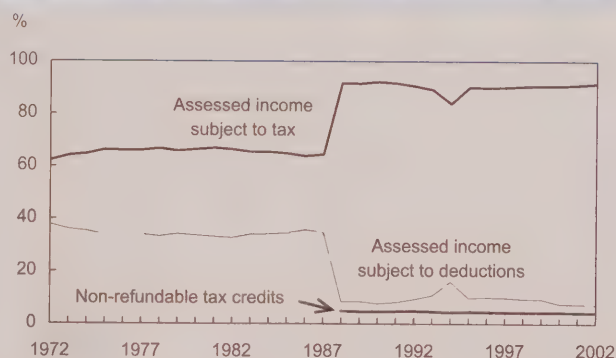 %
100
80
60
40
20
0
Assessed income
subject to tax
Assessed income
subject to deductions
Non-refundable tax credits
1972 1977 1982 1987 1992 1997 2002